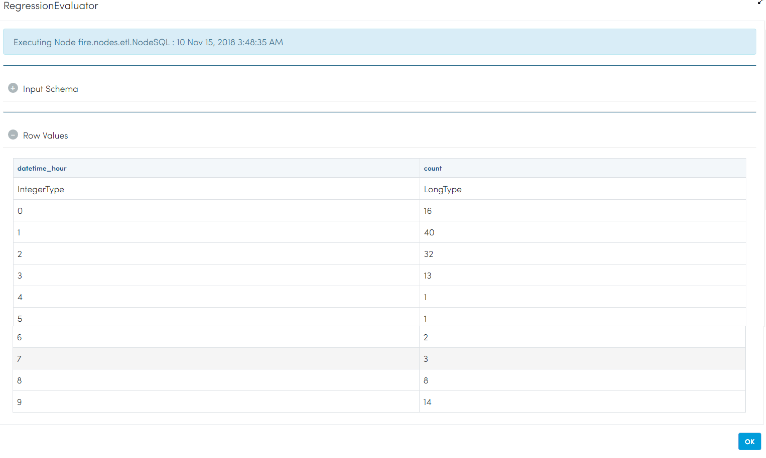 RegressionEvaluator
Executing Node fire.nodes.etl.NodeSQL : 10 Nov 15, 2018 3:48:35 AM
Input Schema
Row Values
datetime_hour count
IntegerType LongType
0 16
1 40
2 32
3 13
4 1
5 1
6 2
7 3
8 8
9 14
OK